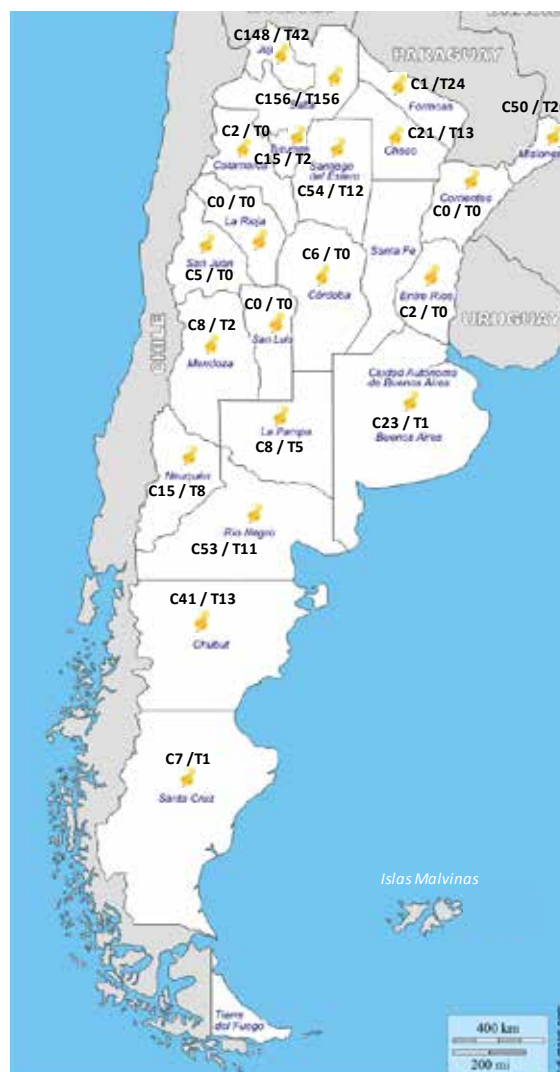 C148 / T42
PARAGUAY
C1 / T24
Formosa
C156 / T156
Salta
C50 / T2
C2 / T0
C21 / T13
Misiones
Tucuman
Chaco
Catamarca
C15 / T2
Santiago
del Estero
C54 / T12
Corrientes
C0 / T0
C0 / T0
La Rioja
C6 / T0
Santa Fe
San Juan
C5 / T0
Córdoba
Entre Rios
C0 / T0
C2 / T0
URUGUAY
C8 / T2
San Luis
CHILE
Mendoza
Ciudad Autónoma
de Buenos Aires
C23 / T1
La Pampa
Buenos Aires
C8 / T5
Neuquén
C15 / T8
Rio Negro
C53 / T11
C41 / T13
Chubut
C7 /T1
Santa Cruz
Islas Malvinas
Tierra
del Fuego
400 km
200 mi